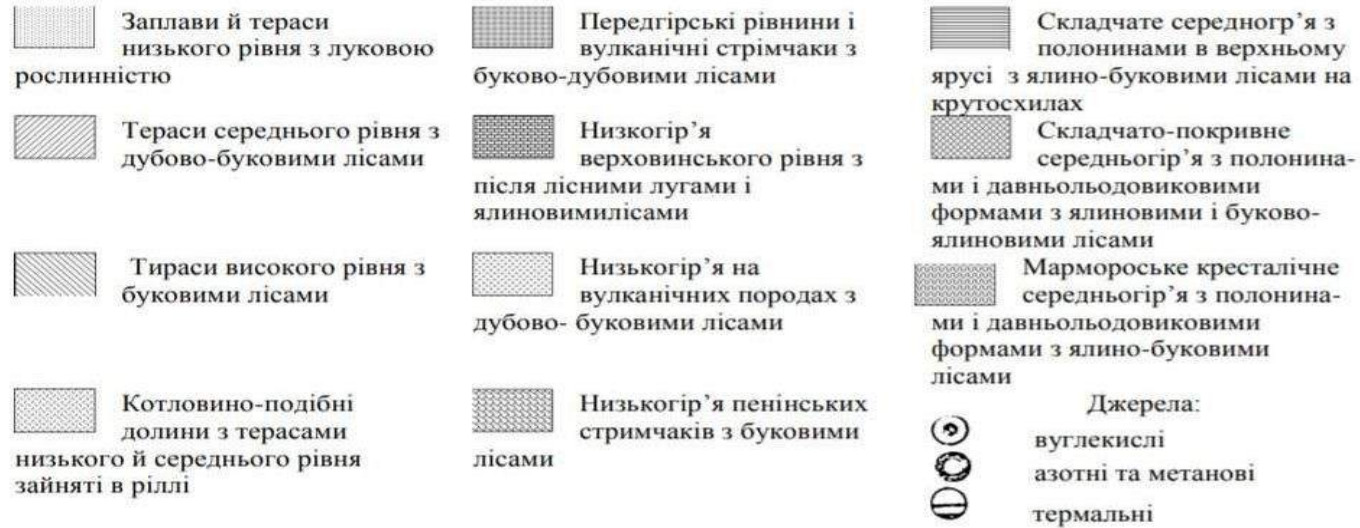 Заплави й тераси
низького рівня з луковою
рослинністю
Тераси середнього рівня з
дубово-буковими лісами
Тираси високого рівня з
буковими лісами
Котловино-подібні
долини з терасами
низького й середнього рівня
зайняті в ріллі
Передгірські рівнини і
вулканічні стрімчаки з
буково-дубовими лісами
Низкогір'я
верховинського рівня з
після лісними лугами і
ялиновимилісами
Низькогір'я на
вулканічних породах з
дубово- буковими лісами
Низькогір'я пенінських
стримчаків з буковими
лісами
Складчате середногр'я з
полонинами в верхньому
ярусі з ялино-буковими лісами на
крутосхилах
Складчато-покривне
середньогір'я з полонина-
ми і давньольодовиковими
формами з ялиновими і буково-
ялиновими лісами
Мармороське кресталічне
середньогір'я з полонина-
ми і давньольодовиковими
формами з ялино-буковими
лісами
Джерела:
вуглекислі
азотні та метанові
термальні